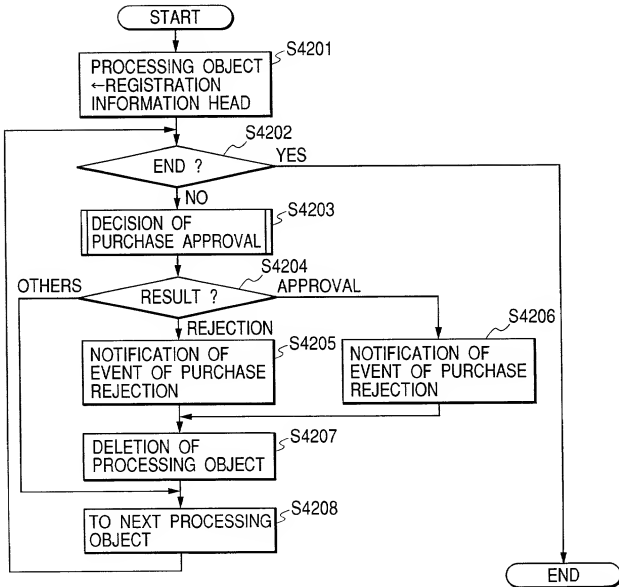 START
S4201
PROCESSING OBJECT
←REGISTRATION
INFORMATION HEAD
S4202
END ?
YES
NO
S4203
DECISION OF
PURCHASE APPROVAL
S4204
OTHERS
RESULT ?
APPROVAL
REJECTION
S4205
NOTIFICATION OF
EVENT OF PURCHASE
REJECTION
S4206
NOTIFICATION OF
EVENT OF PURCHASE
REJECTION
S4207
DELETION OF
PROCESSING OBJECT
S4208
TO NEXT PROCESSING
OBJECT
END